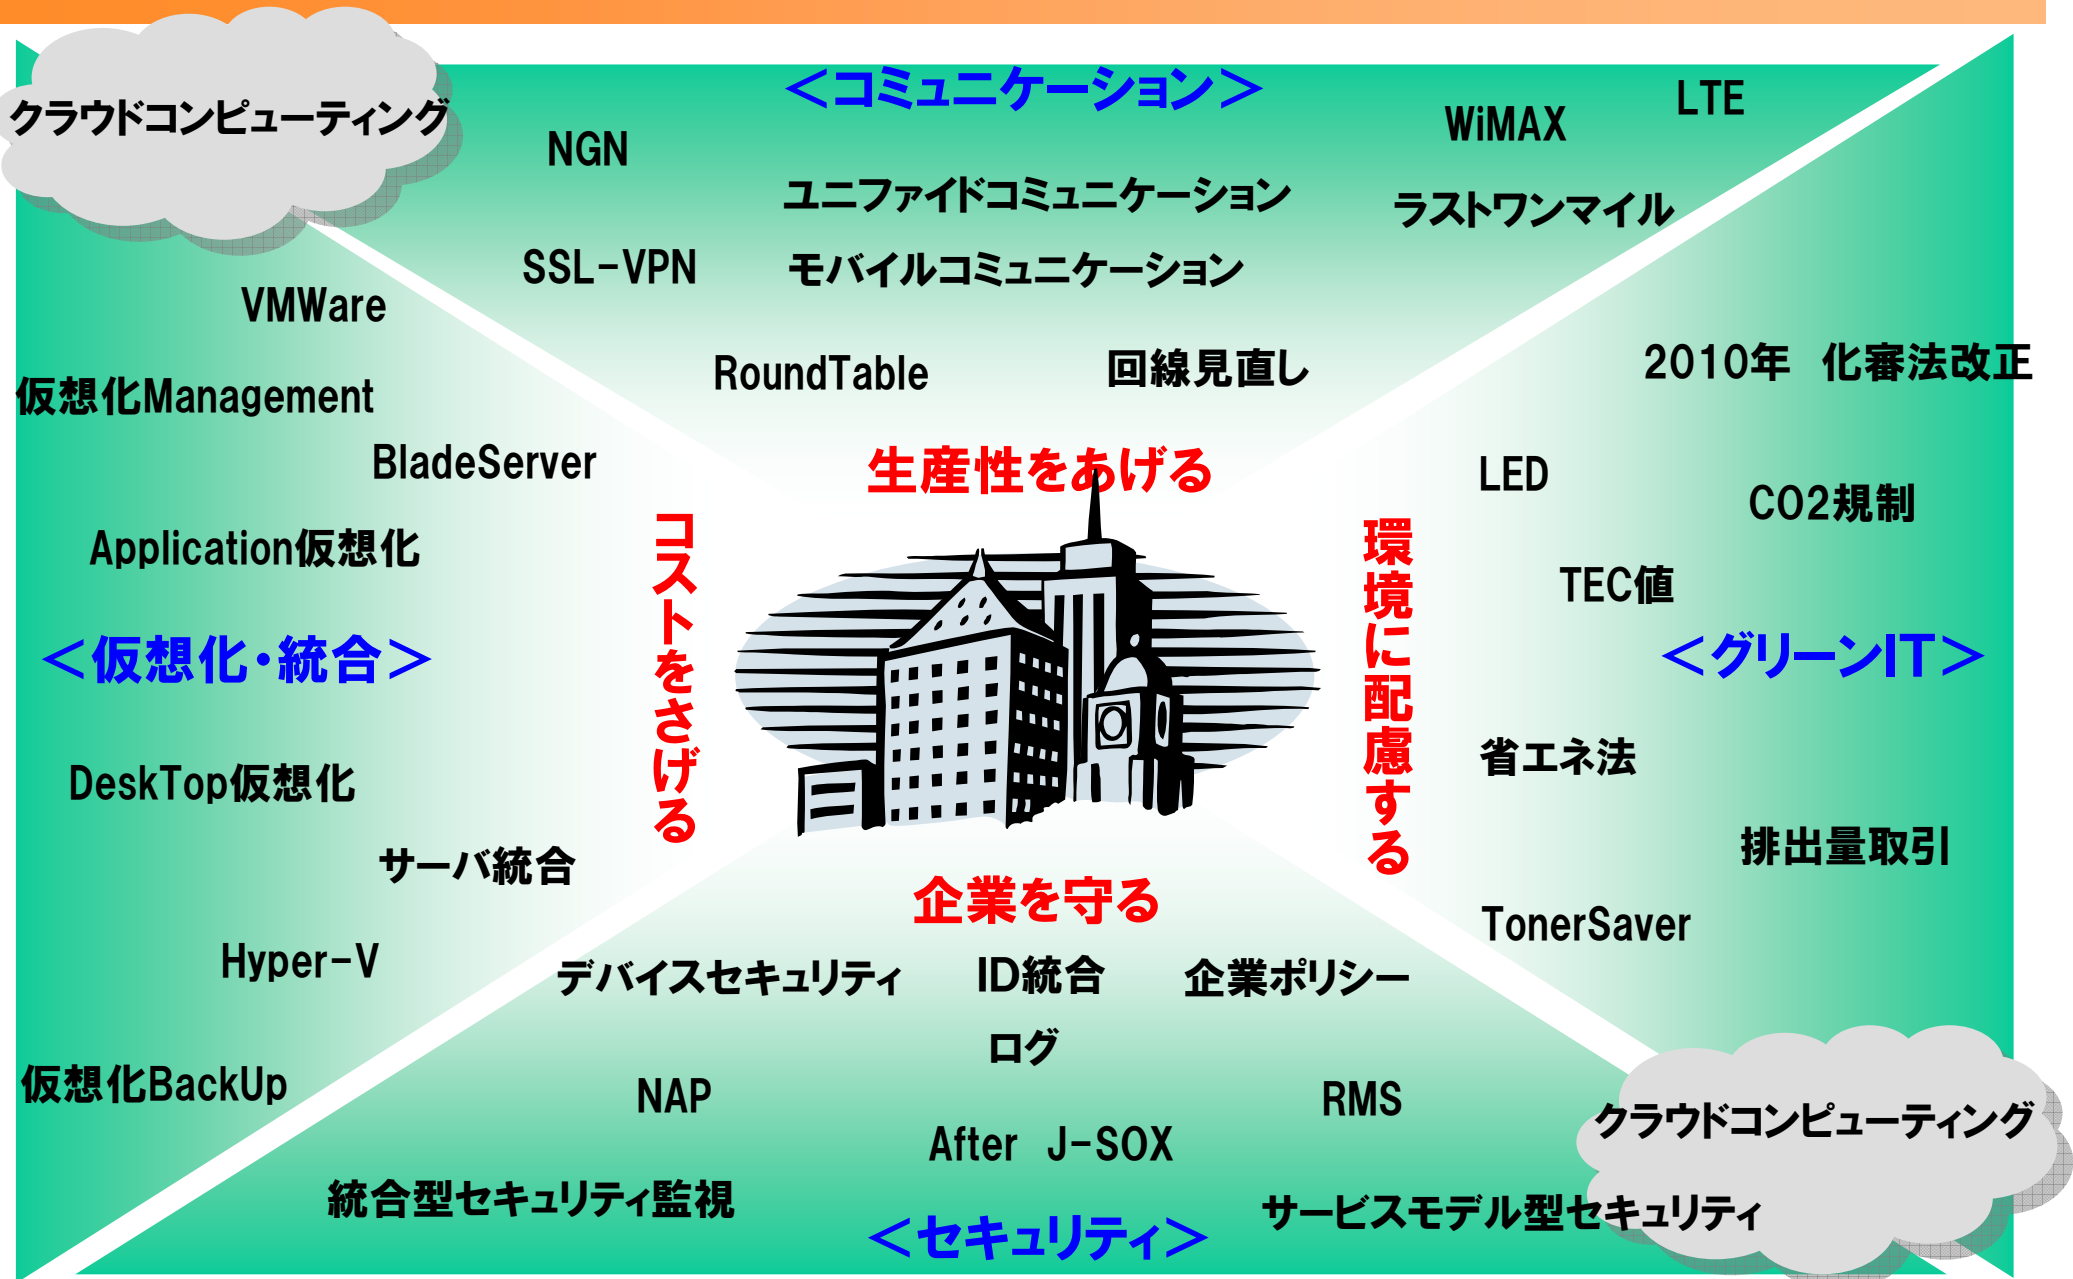 クラウドコンピューティング
＜コミュニケーション＞
LTE
WiMAX
NGN
ユニファイドコミュニケーション
ラストワンマイル
SSL-VPN
モバイルコミュニケーション
RoundTable
回線見直し
生産性をあげる
VMWare
仮想化Management
BladeServer
Application仮想化
＜仮想化・統合＞
DeskTop仮想化
サーバ統合
Hyper-V
仮想化BackUp
コストをさげる
環境に配慮する
2010年　化審法改正
LED
CO2規制
TEC値
＜グリーンIT＞
省エネ法
排出量取引
TonerSaver
企業を守る
デバイスセキュリティ
ID統合
企業ポリシー
ログ
NAP
RMS
After　J-SOX
統合型セキュリティ監視
サービスモデル型セキュリティ
＜セキュリティ＞
クラウドコンピューティング